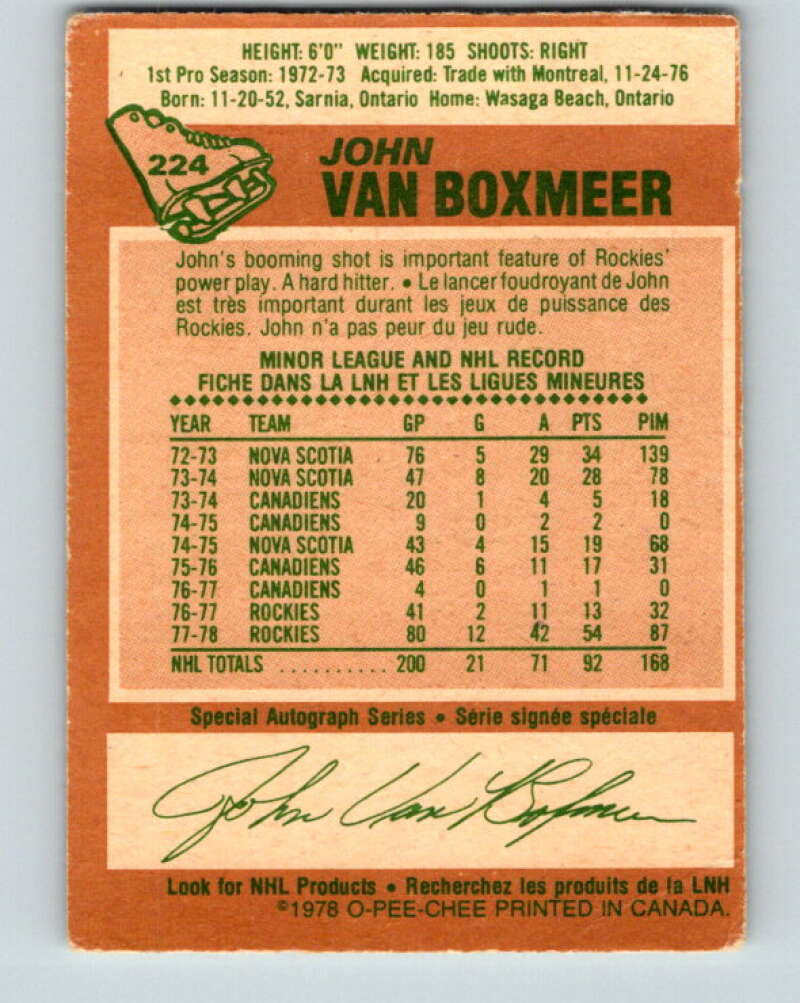 HEIGHT: 6'0" WEIGHT: 185 SHOOTS: RIGHT
1st Pro Season: 1972-73 Acquired: Trade with Montreal, 11-24-76
Born: 11-20-52, Sarnia, Ontario Home: Wasaga Beach, Ontario
224
JOHN
VAN BOXMEER
John's booming shot is important feature of Rockies'
power play. A hard hitter. • Le lancer foudroyant de John
est très important durant les jeux de puissance des
Rockies. John n'a pas peur du jeu rude.
MINOR LEAGUE AND NHL RECORD
FICHE DANS LA LNH ET LES LIGUES MINEURES
YEAR TEAM GP G A PTS PIM
72-73 NOVA SCOTIA 76 5 29 34 139
73-74 NOVA SCOTIA 47 8 20 28 78
73-74 CANADIENS 20 1 4 5 18
74-75 CANADIENS 9 0 2 2 0
74-75 NOVA SCOTIA 43 4 15 19 68
75-76 CANADIENS 46 6 11 17 31
76-77 CANADIENS 4 0 1 1 0
76-77 ROCKIES 41 2 11 13 32
77-78 ROCKIES 80 12 42 54 87
NHL TOTALS .......... 200 21 71 92 168
Special Autograph Series • Série signée spéciale
John Van Boxmeer
Look for NHL Products • Recherchez les produits de la LNH
©1978 O-PEE-CHEE PRINTED IN CANADA.